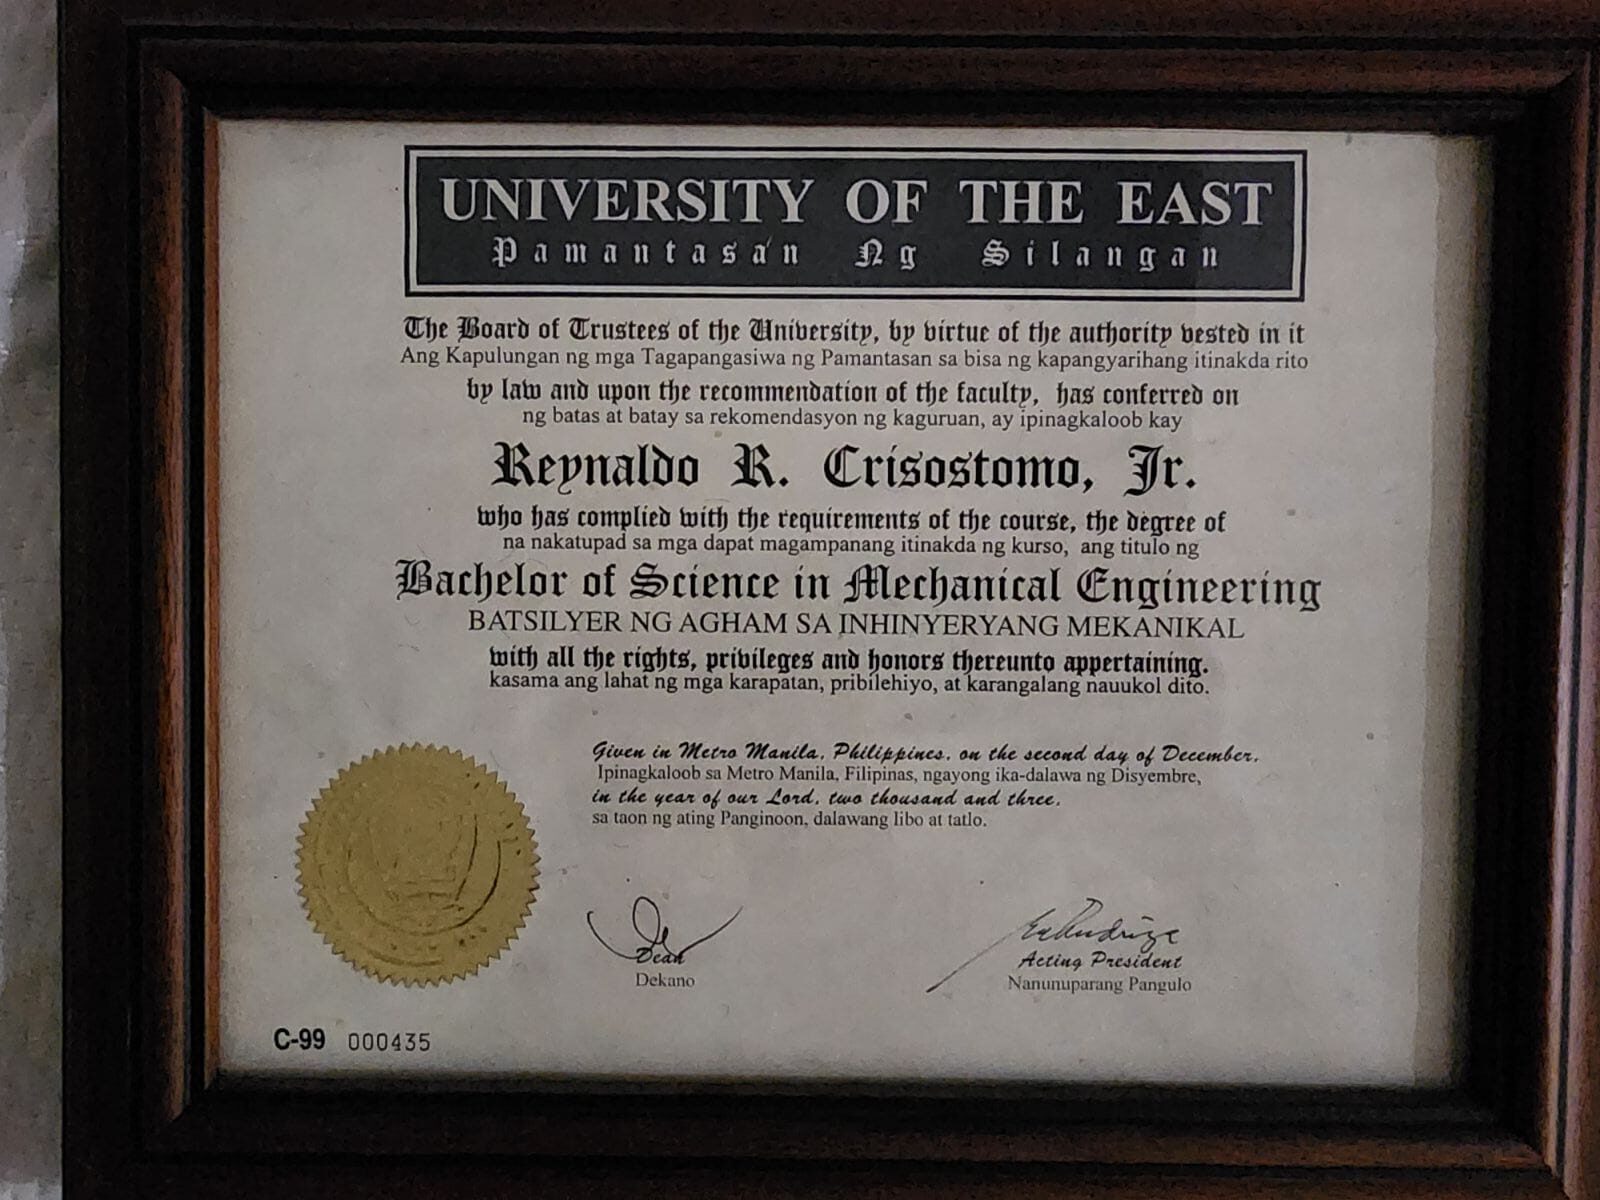 UNIVERSITY OF THE EAST
Pamantasan Ng Silangan
The Board of Trustees of the University, by virtue of the authority vested in it
Ang Kapulungan ng mga Tagapangasiwa ng Pamantasan sa bisa ng kapangyarihang itinakda rito
by law and upon the recommendation of the faculty, has conferred on
ng batas at batay sa rekomendasyon ng kaguruan, ay ipinagkaloob kay
Reynaldo R. Crisostomo, Jr.
who has complied with the requirements of the course, the degree of
na nakatupad sa mga dapat magampanang itinakda ng kurso, ang titulo ng
Bachelor of Science in Mechanical Engineering
BATSILYER NG AGHAM SA INHINYERYANG MEKANIKAL
with all the rights, privileges and honors thereunto appertaining.
kasama ang lahat ng mga karapatan, pribilehiyo, at karangalang nauukol dito.
Given in Metro Manila, Philippines, on the second day of December,
Ipinagkaloob sa Metro Manila, Filipinas, ngayong ika-dalawa ng Disyembre,
in the year of our Lord, two thousand and three.
sa taon ng ating Panginoon, dalawang libo at tatlo.
Dean
Dekano
Acting President
Nanunuparang Pangulo
C-99 000435